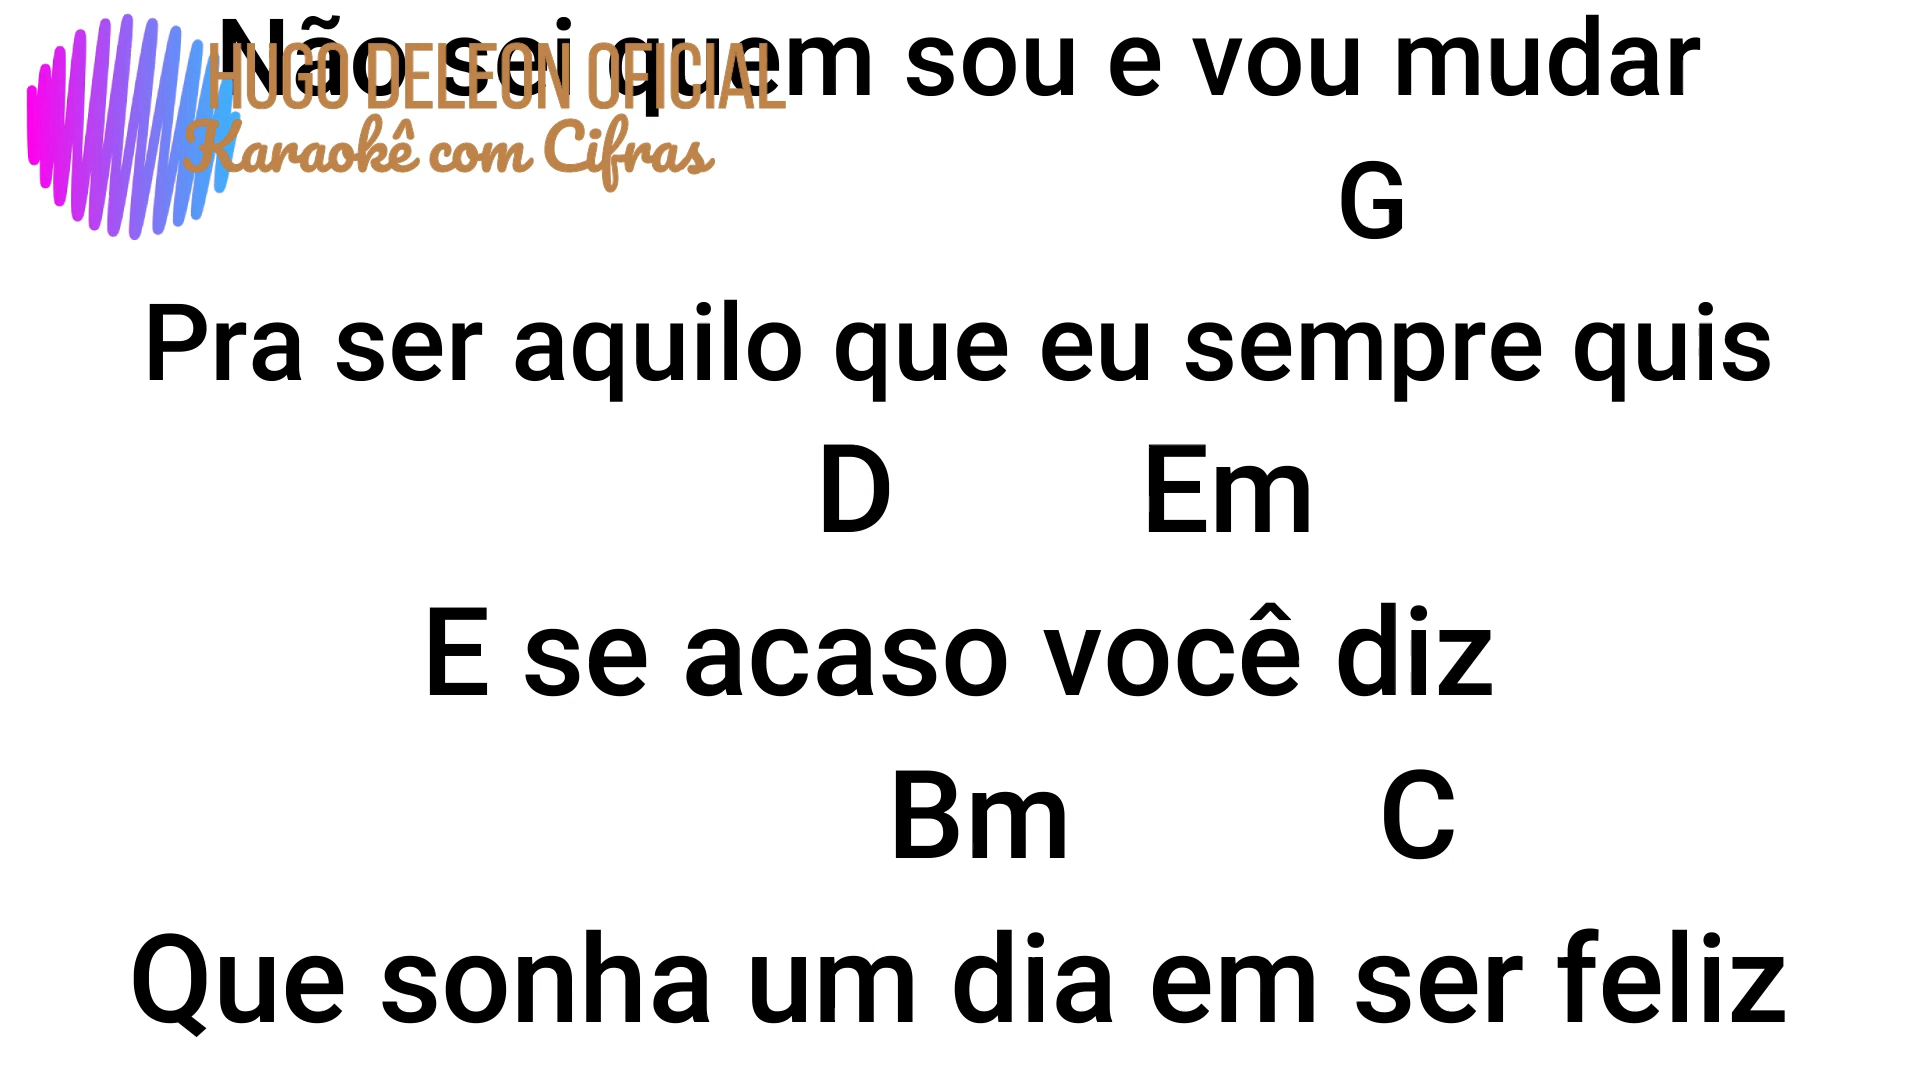 Não sei quem sou e vou mudar
HUGO DELEON OFICIAL
Karaokê com Cifras
G
Pra ser aquilo que eu sempre quis
D Em
E se acaso você diz
Bm C
Que sonha um dia em ser feliz